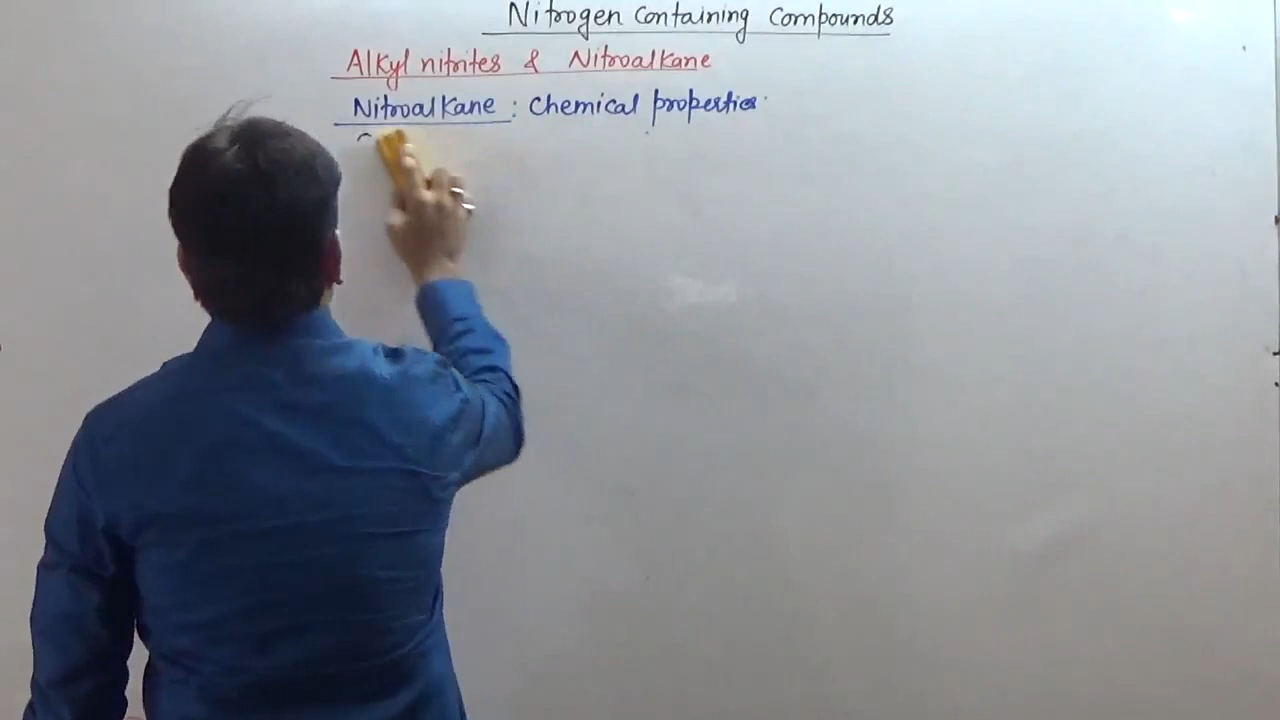 Nitrogen containing compounds
Alkyl nitrites & Nitroalkane
Nitroalkane : Chemical properties